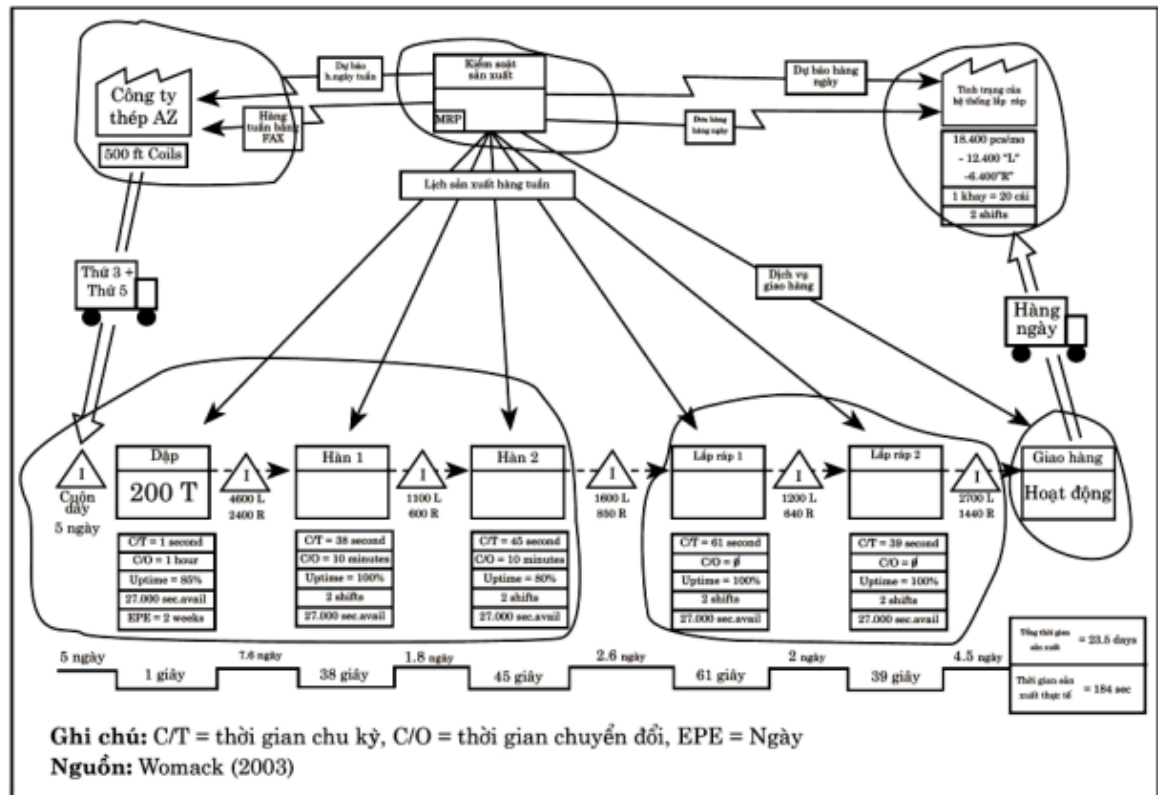 Công ty
thép AZ
500 ft Coils
Dự báo
h.ngày tuần
Hàng
tuần bằng
FAX
Kiểm soát
sản xuất
MRP
Dự báo hàng
ngày
Đơn hàng
hàng ngày
Tình trạng của
hệ thống lắp ráp
18.400 pcs/mo
- 12.400 "L"
-6.400"R"
1 khay = 20 cái
2 shifts
Lịch sản xuất hàng tuần
Thứ 3 +
Thứ 5
Dịch vụ
giao hàng
Hàng
ngày
I
Cuộn
dây
5 ngày
Dập
200 T
C/T = 1 second
C/O = 1 hour
Uptime = 85%
27.000 sec.avail
EPE = 2 weeks
I
4600 L
2400 R
Hàn 1
C/T = 38 second
C/O = 10 minutes
Uptime = 100%
2 shifts
27.000 sec.avail
I
1100 L
600 R
Hàn 2
C/T = 45 second
C/O = 10 minutes
Uptime = 80%
2 shifts
27.000 sec.avail
I
1600 L
850 R
Lắp ráp 1
C/T = 61 second
C/O = ∅
Uptime = 100%
2 shifts
27.000 sec.avail
I
1200 L
640 R
Lắp ráp 2
C/T = 39 second
C/O = ∅
Uptime = 100%
2 shifts
27.000 sec.avail
I
2700 L
1440 R
Giao hàng
Hoạt động
5 ngày
7.6 ngày
1.8 ngày
2.6 ngày
2 ngày
4.5 ngày
1 giây
38 giây
45 giây
61 giây
39 giây
Tổng thời gian
sản xuất = 23.5 days
Thời gian sản
xuất thực tế = 184 sec
Ghi chú: C/T = thời gian chu kỳ, C/O = thời gian chuyển đổi, EPE = Ngày
Nguồn: Womack (2003)